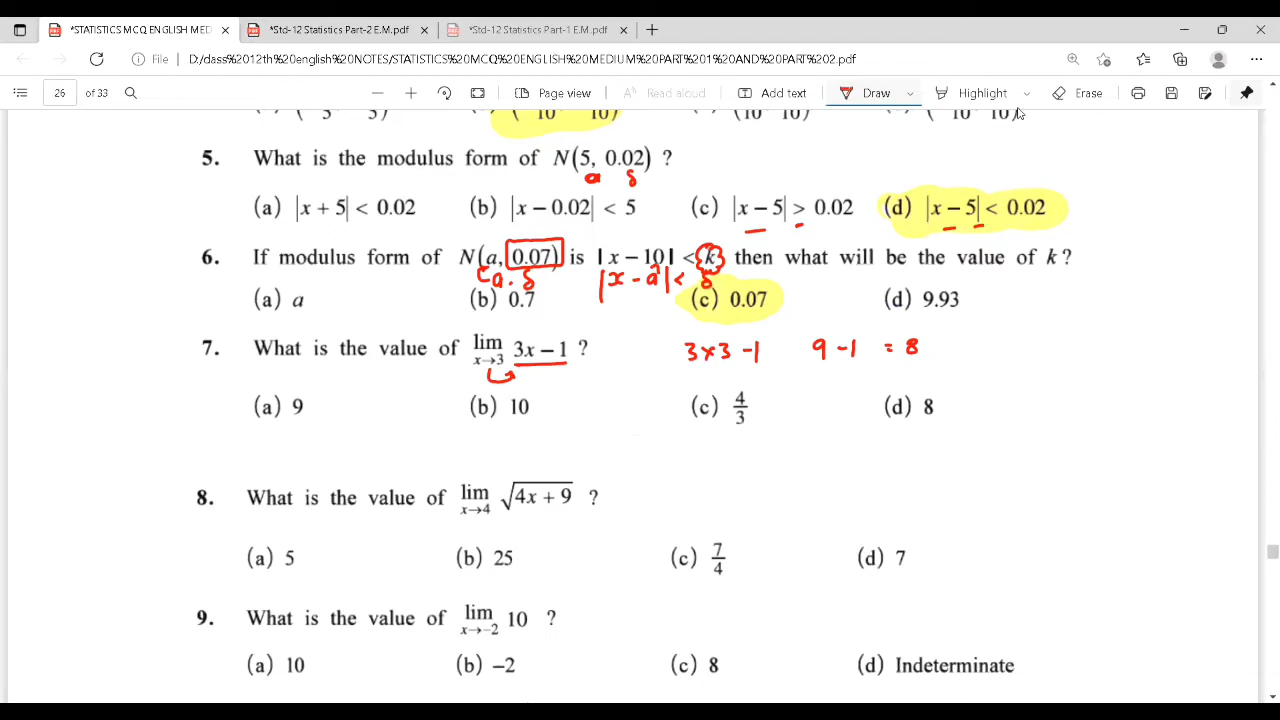 *STATISTICS MCQ ENGLISH MED × *Std-12 Statistics Part-2 E.M.pdf × *Std-12 Statistics Part-1 E.M.pdf × +
File D:/class%2012th%20english%20NOTES/STATISTICS%20MCQ%20ENGLISH%20MEDIUM%20PART%201%20AND%20PART%202.pdf
26 of 33 Page view Read aloud Add text Draw Highlight Erase
5. What is the modulus form of N(5, 0.02) ?
a δ
(a) |x + 5| < 0.02 (b) |x − 0.02| < 5 (c) |x − 5| > 0.02 (d) |x − 5| < 0.02
6. If modulus form of N(a, 0.07) is |x − 10| < k, then what will be the value of k?
a. δ |x - a| < δ
(a) a (b) 0.7 (c) 0.07 (d) 9.93
7. What is the value of lim x→3 3x − 1 ? 3×3 -1 9 -1 = 8
(a) 9 (b) 10 (c) 4/3 (d) 8
8. What is the value of lim x→4 √4x + 9 ?
(a) 5 (b) 25 (c) 7/4 (d) 7
9. What is the value of lim x→−2 10 ?
(a) 10 (b) −2 (c) 8 (d) Indeterminate